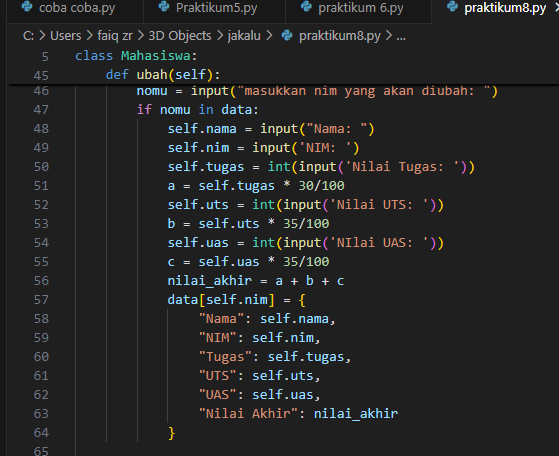 coba coba.py
Praktikum5.py
praktikum 6.py
praktikum8.py
C: > Users > faiq zr > 3D Objects > jakalu > praktikum8.py > ...
5 class Mahasiswa:
45 def ubah(self):
46 nomu = input("masukkan nim yang akan diubah: ")
47 if nomu in data:
48 self.nama = input("Nama: ")
49 self.nim = input('NIM: ')
50 self.tugas = int(input('Nilai Tugas: '))
51 a = self.tugas * 30/100
52 self.uts = int(input('Nilai UTS: '))
53 b = self.uts * 35/100
54 self.uas = int(input('NIlai UAS: '))
55 c = self.uas * 35/100
56 nilai_akhir = a + b + c
57 data[self.nim] = {
58 "Nama": self.nama,
59 "NIM": self.nim,
60 "Tugas": self.tugas,
61 "UTS": self.uts,
62 "UAS": self.uas,
63 "Nilai Akhir": nilai_akhir
64 }
65